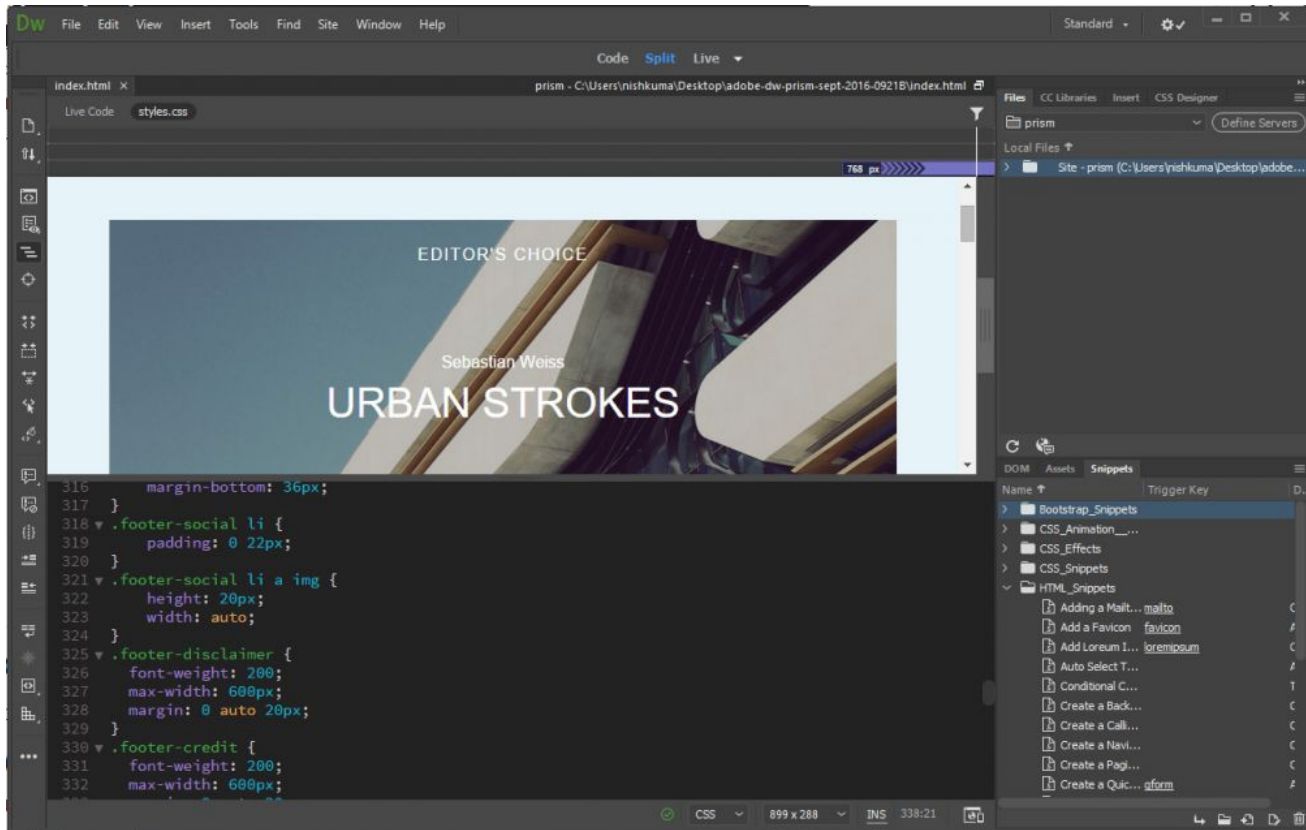 Dw File Edit View Insert Tools Find Site Window Help Standard
Code Split Live
index.html × prism - C:\Users\nishkuma\Desktop\adobe-dw-prism-sept-2016-0921B\index.html
Live Code styles.css
768 px
EDITOR'S CHOICE
Sebastian Weiss
URBAN STROKES
316 margin-bottom: 36px;
317 }
318 .footer-social li {
319 padding: 0 22px;
320 }
321 .footer-social li a img {
322 height: 20px;
323 width: auto;
324 }
325 .footer-disclaimer {
326 font-weight: 200;
327 max-width: 600px;
328 margin: 0 auto 20px;
329 }
330 .footer-credit {
331 font-weight: 200;
332 max-width: 600px;
CSS 899 x 288 INS 338:21
Files CC Libraries Insert CSS Designer
prism Define Servers
Local Files
Site - prism (C:\Users\nishkuma\Desktop\adobe...
DOM Assets Snippets
Name Trigger Key D.
Bootstrap_Snippets
CSS_Animation__...
CSS_Effects
CSS_Snippets
HTML_Snippets
Adding a Mailt... mailto
Add a Favicon favicon
Add Loreum I... loremipsum
Auto Select T...
Conditional C...
Create a Back...
Create a Calli...
Create a Navi...
Create a Pagi...
Create a Quic... qform